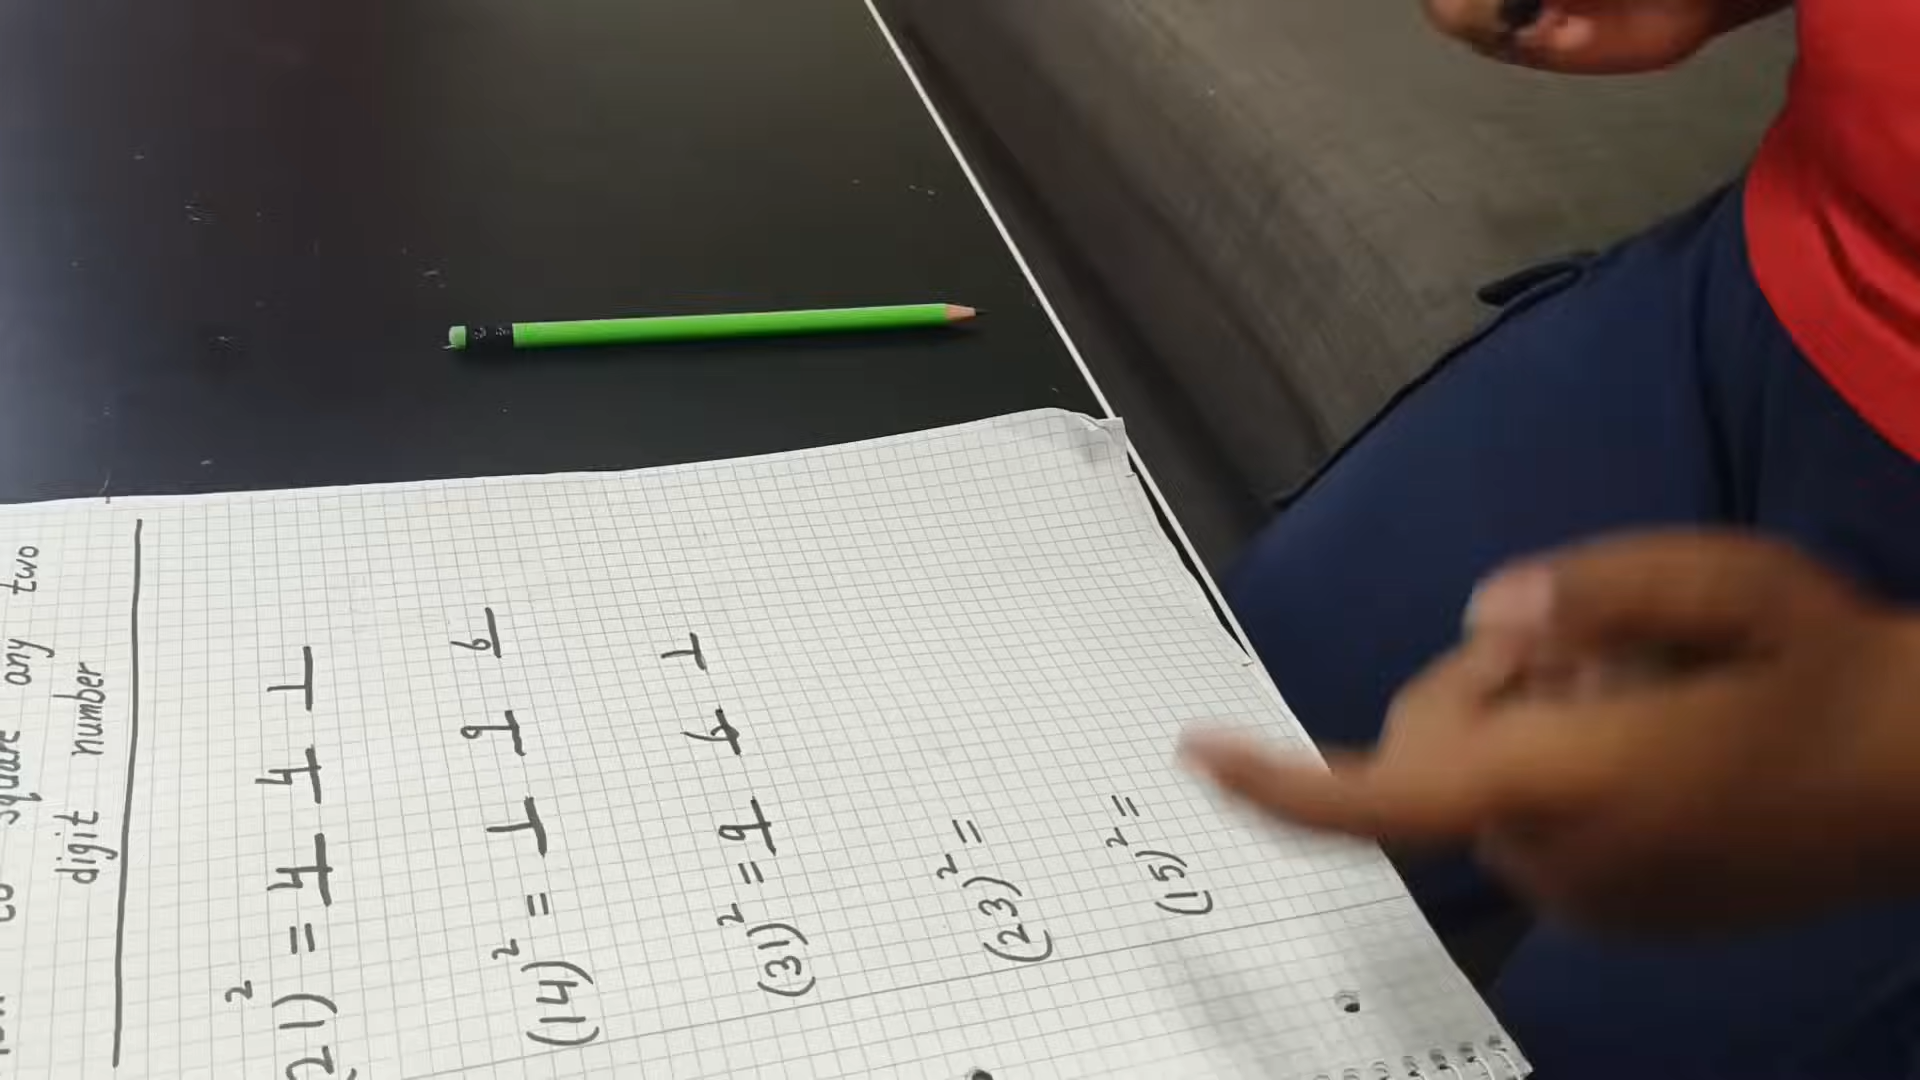 to square any two
digit number
21)² = 4 4 1
(14)² = 1 9 6
(31)² = 9 6 1
(23)² =
(15)² =